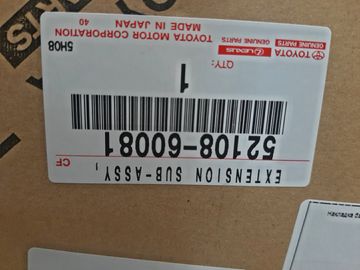 EXTENSION SUB-ASSY,
CF
52108-60081
QTY:
1
TOYOTA
GENUINE PARTS
LEXUS
GENUINE PARTS
TOYOTA MOTOR CORPORATION
MADE IN JAPAN
40
5H08